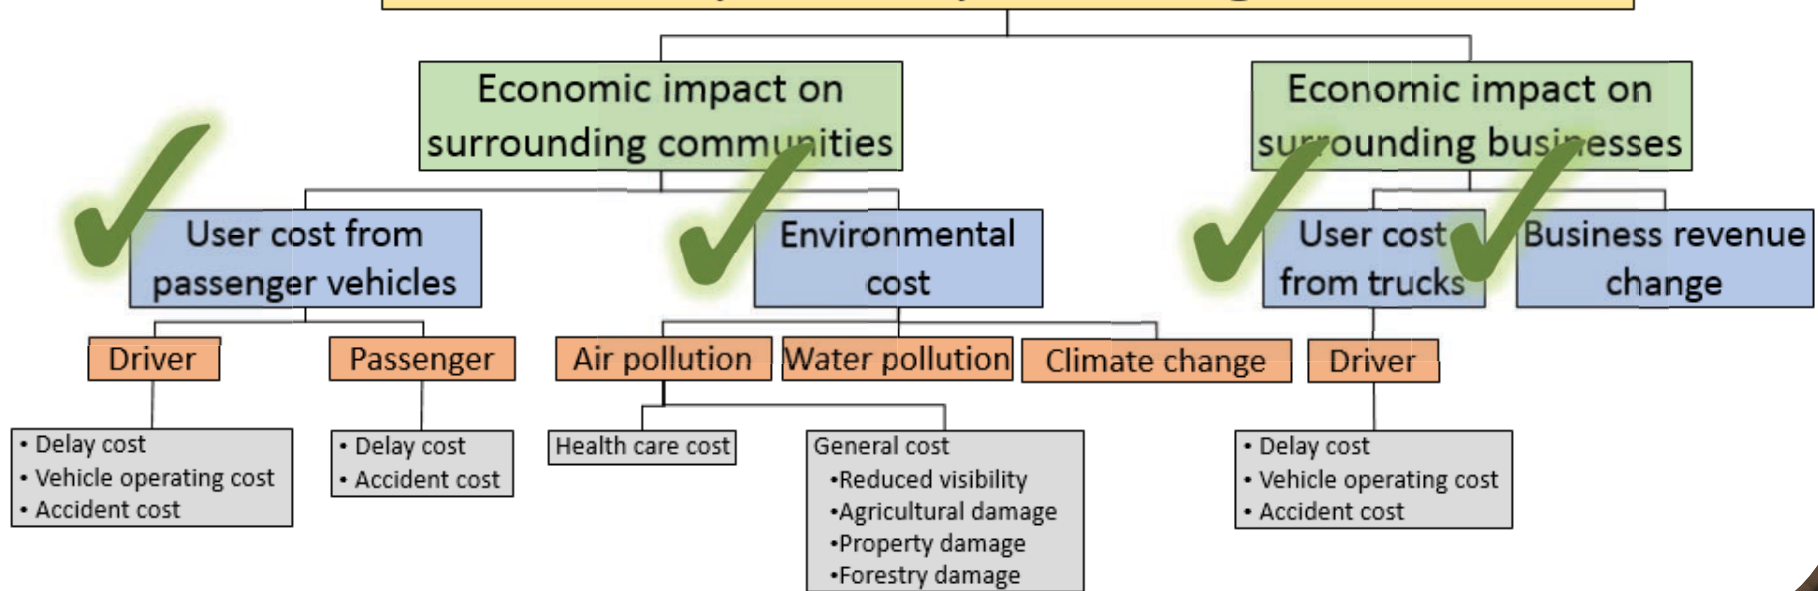 Economic impact on
surrounding communities
Economic impact on
surrounding businesses
User cost from
passenger vehicles
Environmental
cost
User cost
from trucks
Business revenue
change
Driver
Passenger
Air pollution
Water pollution
Climate change
Driver
• Delay cost
• Vehicle operating cost
• Accident cost
• Delay cost
• Accident cost
Health care cost
General cost
•Reduced visibility
•Agricultural damage
•Property damage
•Forestry damage
• Delay cost
• Vehicle operating cost
• Accident cost